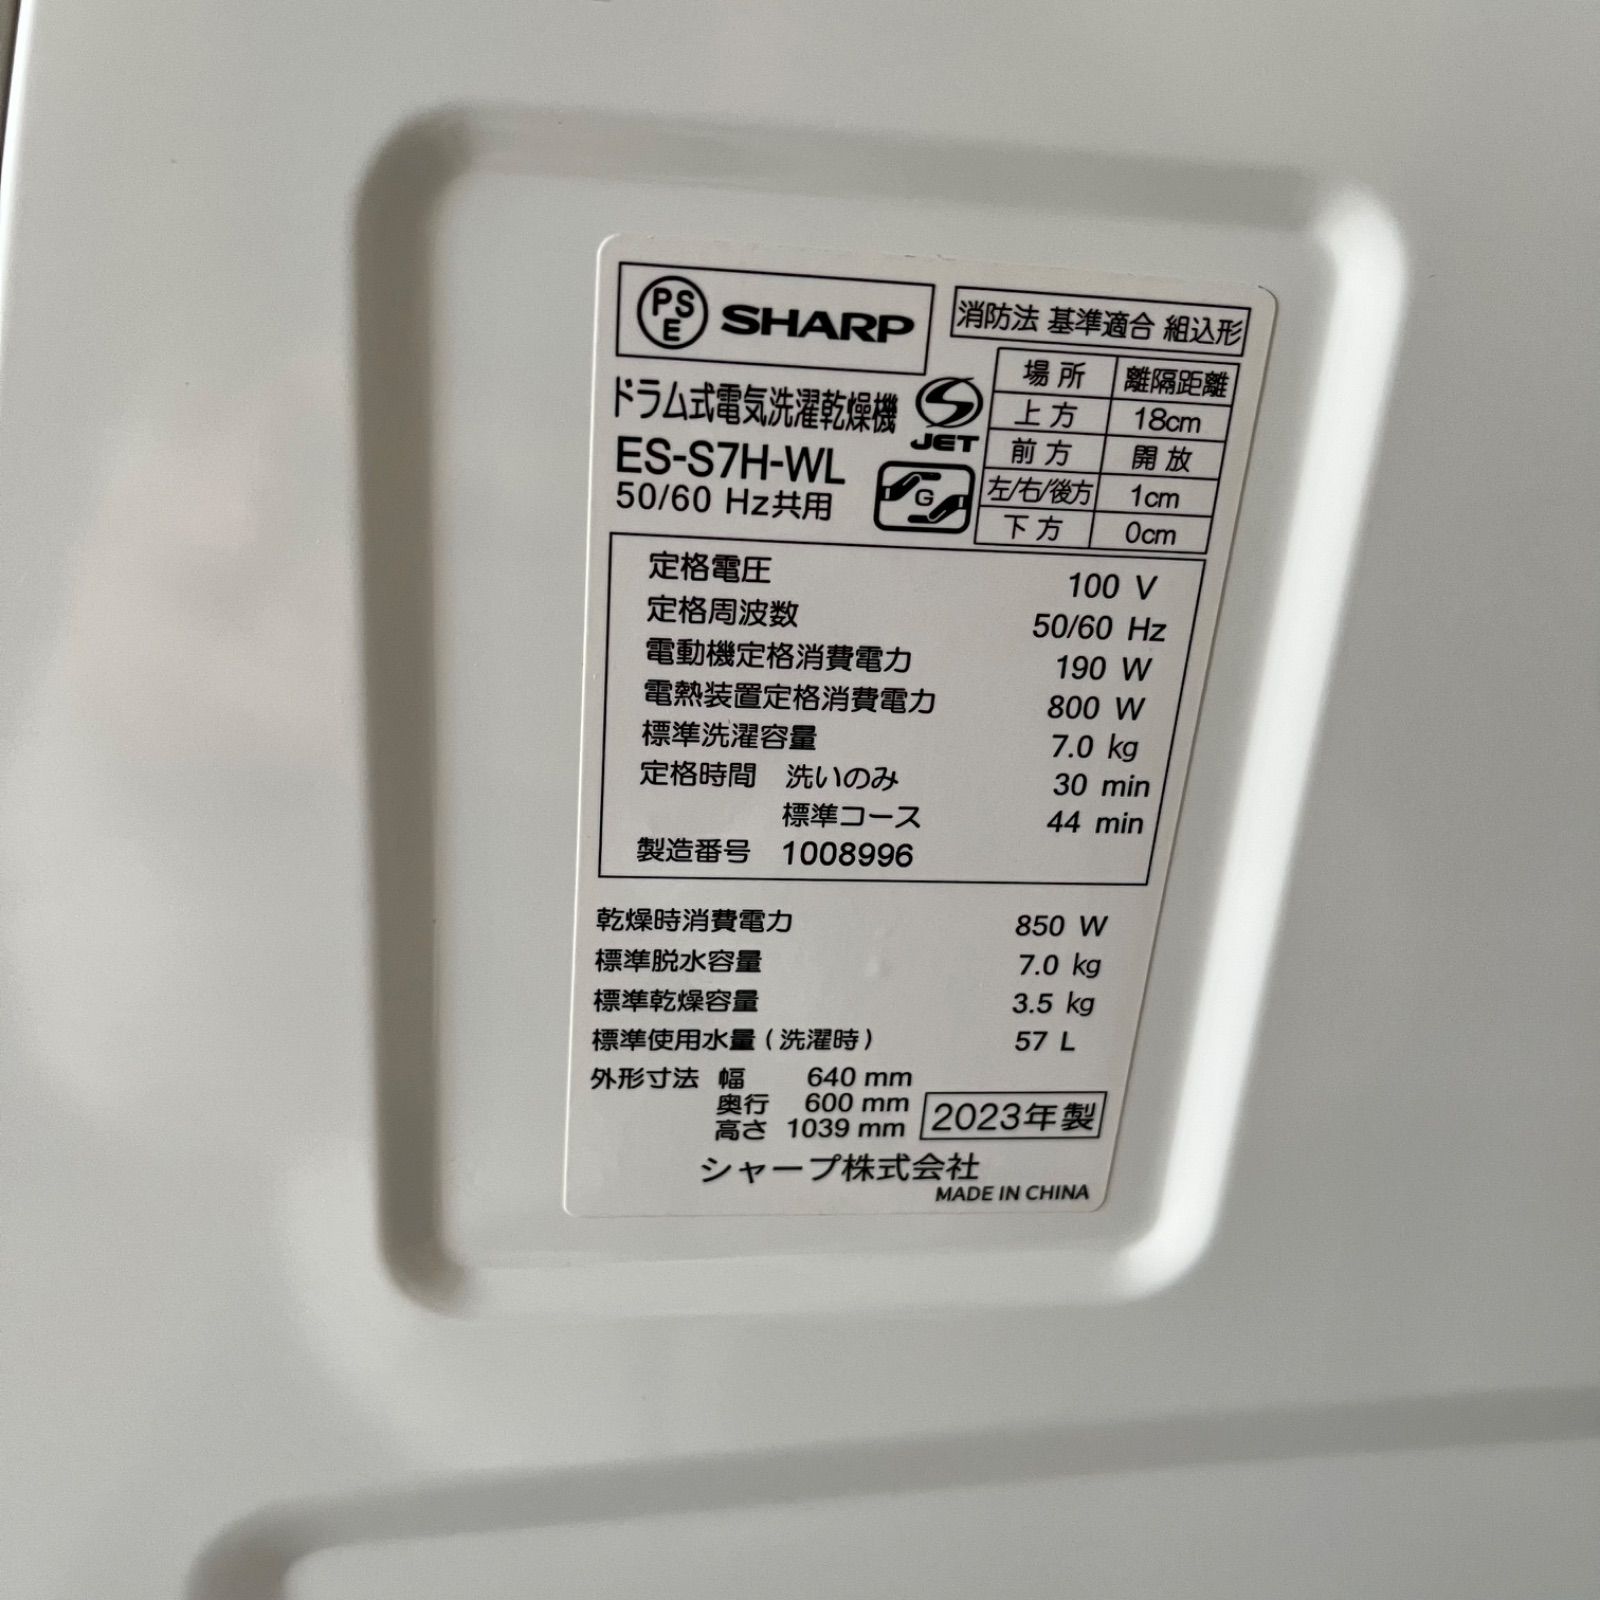 PS
E
SHARP
ドラム式電気洗濯乾燥機
ES-S7H-WL
50/60 Hz共用
S
JET
G
消防法 基準適合 組込形
場所 離隔距離
上方 18cm
前方 開放
左/右/後方 1cm
下方 0cm
定格電圧 100 V
定格周波数 50/60 Hz
電動機定格消費電力 190 W
電熱装置定格消費電力 800 W
標準洗濯容量 7.0 kg
定格時間 洗いのみ 30 min
標準コース 44 min
製造番号 1008996
乾燥時消費電力 850 W
標準脱水容量 7.0 kg
標準乾燥容量 3.5 kg
標準使用水量(洗濯時) 57 L
外形寸法 幅 640 mm
奥行 600 mm
高さ 1039 mm
2023年製
シャープ株式会社
MADE IN CHINA